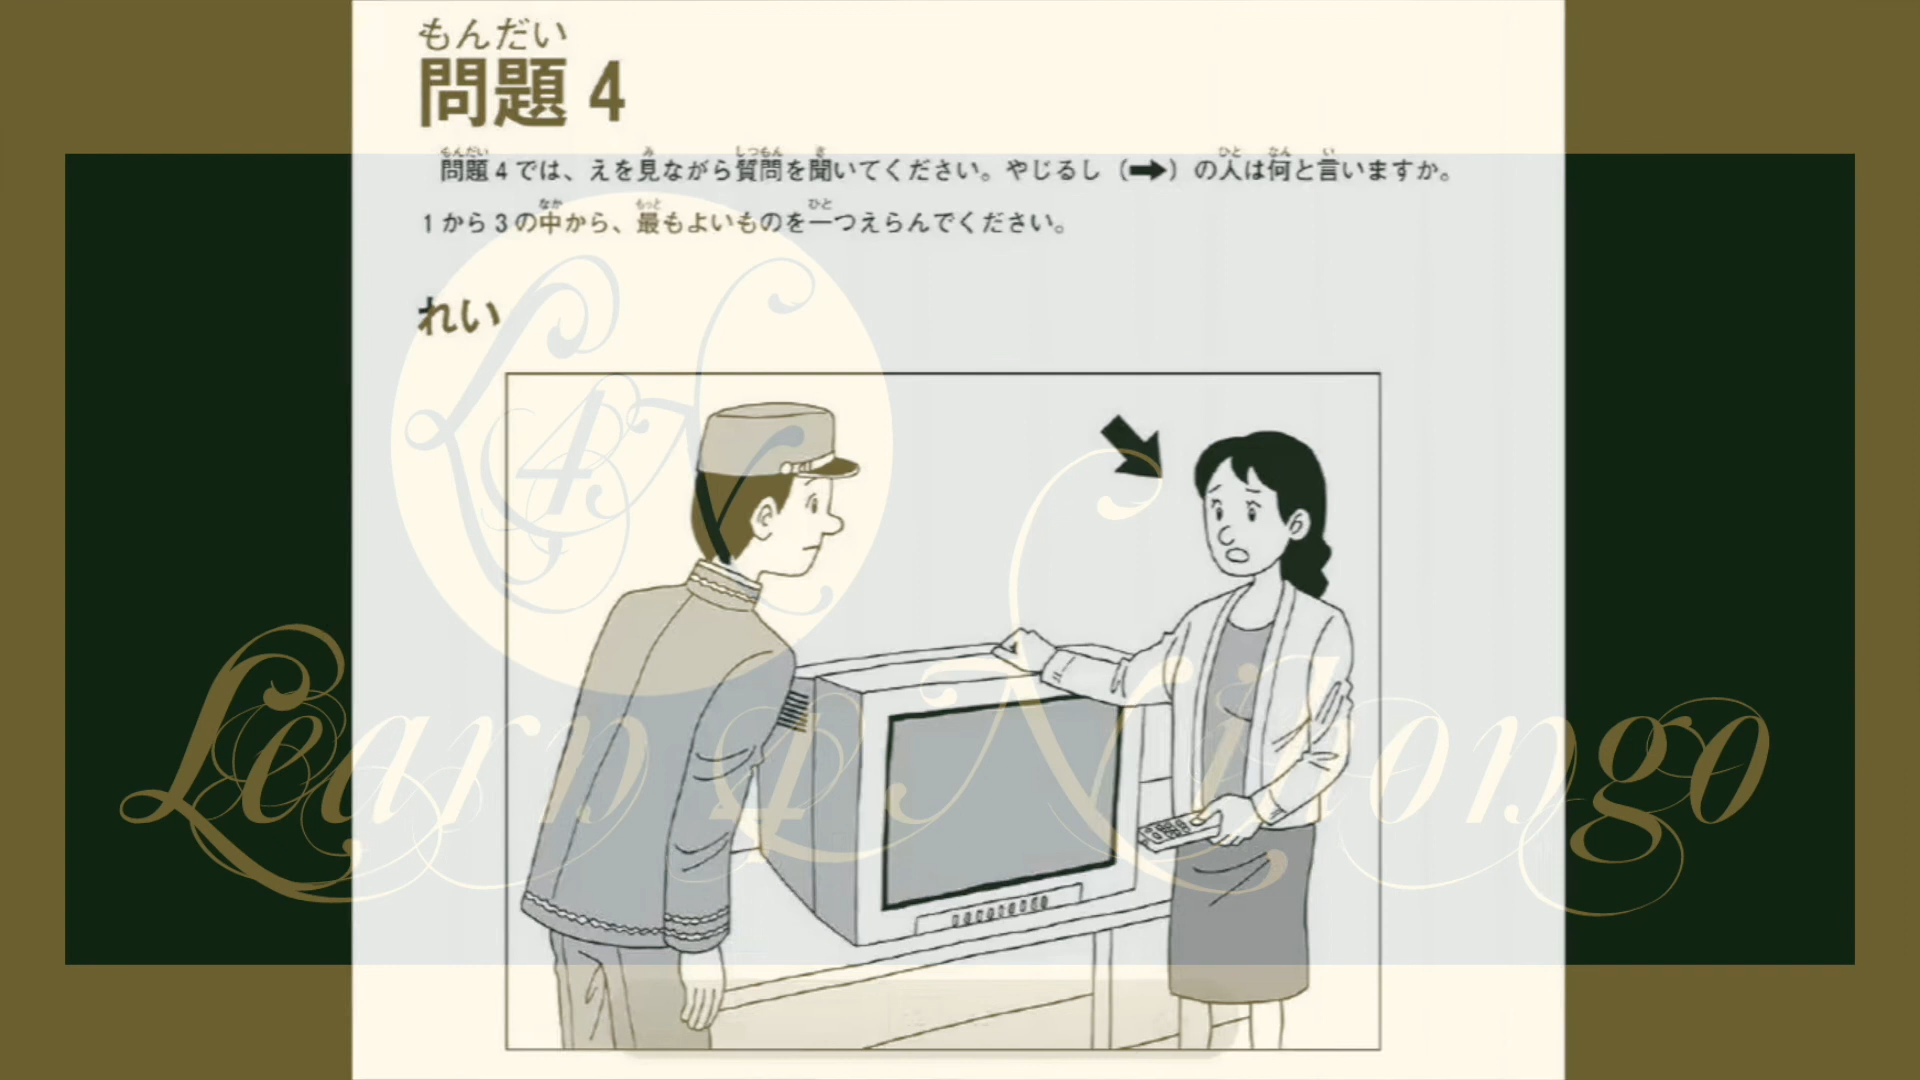 もんだい
問題 4
もんだい み しつもん き ひと なん い
問題4では、えを見ながら質問を聞いてください。やじるし（➡）の人は何と言いますか。
なか もっと ひと
1から3の中から、最もよいものを一つえらんでください。
れい
L4N
Learn 4 Nihongo